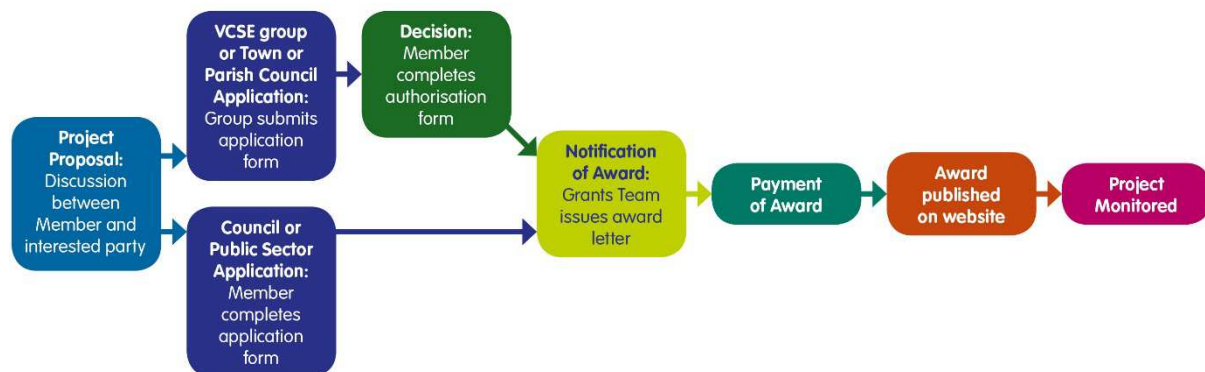 Project
Proposal:
Discussion
between
Member and
interested party
VCSE group
or Town or
Parish Council
Application:
Group submits
application
form
Council or
Public Sector
Application:
Member
completes
application
form
Decision:
Member
completes
authorisation
form
Notification
of Award:
Grants Team
issues award
letter
Payment
of Award
Award
published
on website
Project
Monitored